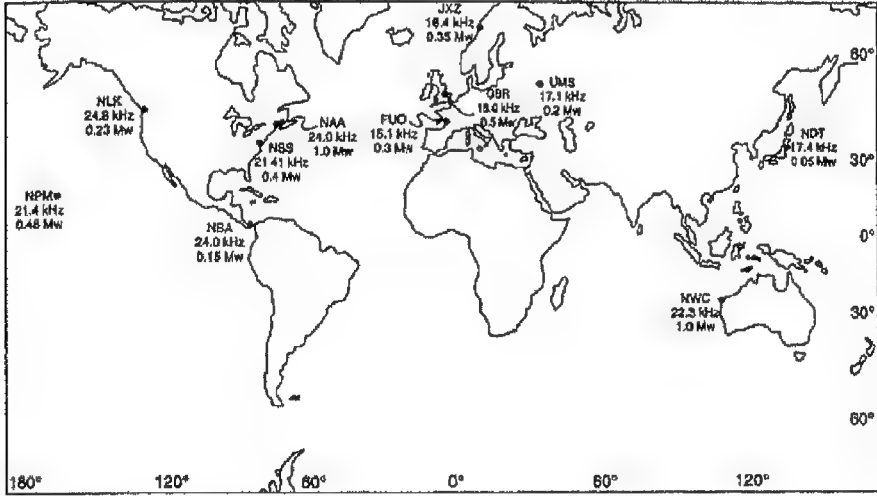 JXZ
16.4 kHz
0.35 Mw
60°
UMS
17.1 kHz
0.2 Mw
GBR
0.5 Mw
NLK
24.8 kHz
0.23 Mw
NAA
24.0 kHz
1.0 Mw
FUO
15.1 kHz
0.3 Mw
NDT
17.4 kHz
0.05 Mw
NSS
21.41 kHz
0.4 Mw
30°
NPM
21.4 kHz
0.48 Mw
NBA
24.0 kHz
0.15 Mw
0°
NWC
22.3 kHz
1.0 Mw
30°
60°
180°
120°
60°
0°
60°
120°